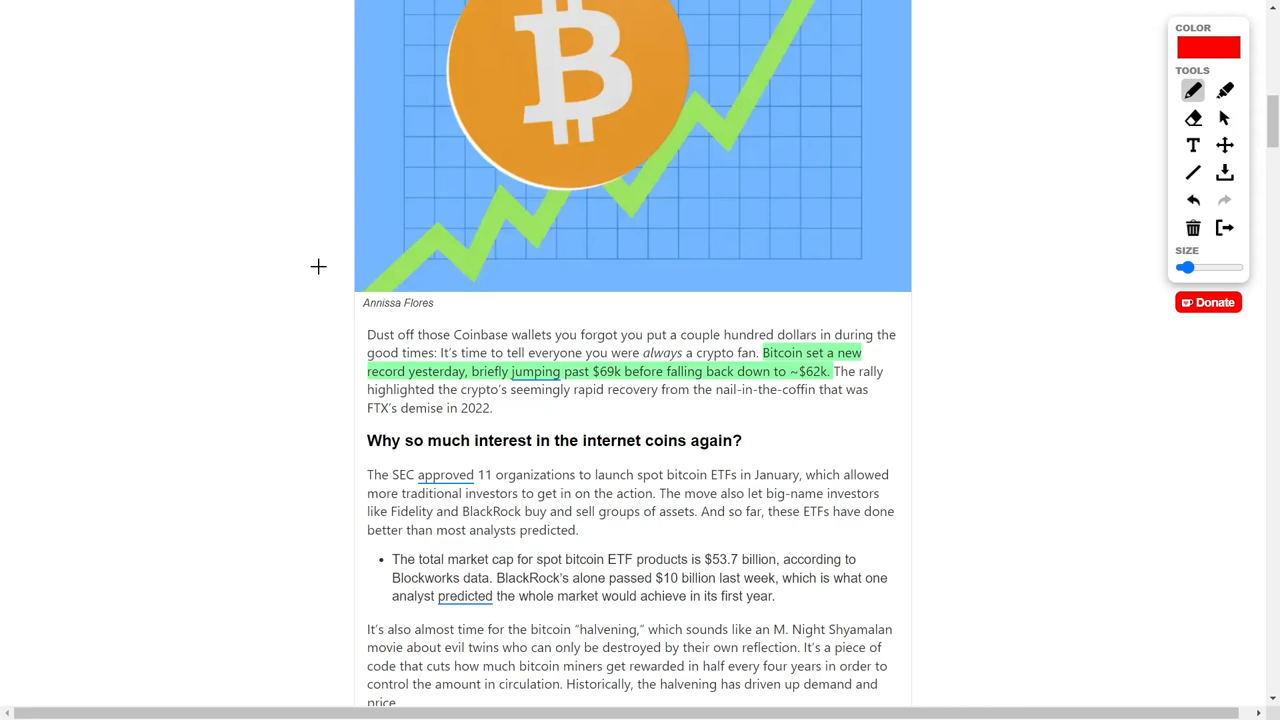 COLOR
TOOLS
SIZE
Donate
Annissa Flores
Dust off those Coinbase wallets you forgot you put a couple hundred dollars in during the
good times: It’s time to tell everyone you were always a crypto fan. Bitcoin set a new
record yesterday, briefly jumping past $69k before falling back down to ~$62k. The rally
highlighted the crypto’s seemingly rapid recovery from the nail-in-the-coffin that was
FTX’s demise in 2022.
Why so much interest in the internet coins again?
The SEC approved 11 organizations to launch spot bitcoin ETFs in January, which allowed
more traditional investors to get in on the action. The move also let big-name investors
like Fidelity and BlackRock buy and sell groups of assets. And so far, these ETFs have done
better than most analysts predicted.
• The total market cap for spot bitcoin ETF products is $53.7 billion, according to
Blockworks data. BlackRock’s alone passed $10 billion last week, which is what one
analyst predicted the whole market would achieve in its first year.
It’s also almost time for the bitcoin “halvening,” which sounds like an M. Night Shyamalan
movie about evil twins who can only be destroyed by their own reflection. It’s a piece of
code that cuts how much bitcoin miners get rewarded in half every four years in order to
control the amount in circulation. Historically, the halvening has driven up demand and
price